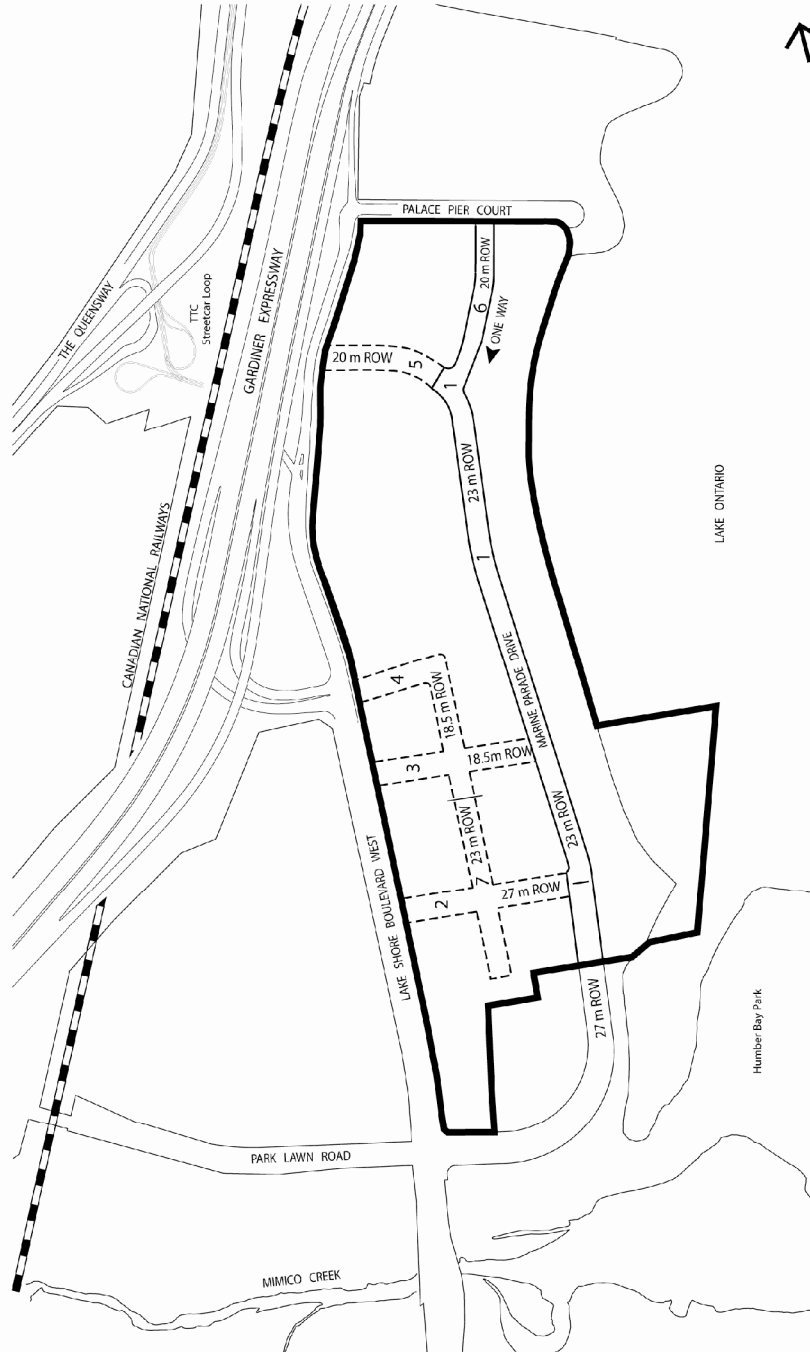 PALACE PIER COURT
THE QUEENSWAY
TTC
Streetcar Loop
GARDINER EXPRESSWAY
20 m ROW
6
ONE WAY
20 m ROW
5
1
23 m ROW
LAKE ONTARIO
CANADIAN NATIONAL RAILWAYS
1
MARINE PARADE DRIVE
4
18.5 m ROW
3
18.5m ROW
23 m ROW
23 m ROW
LAKE SHORE BOULEVARD WEST
2
7
27 m ROW
1
27 m ROW
Humber Bay Park
PARK LAWN ROAD
MIMICO CREEK